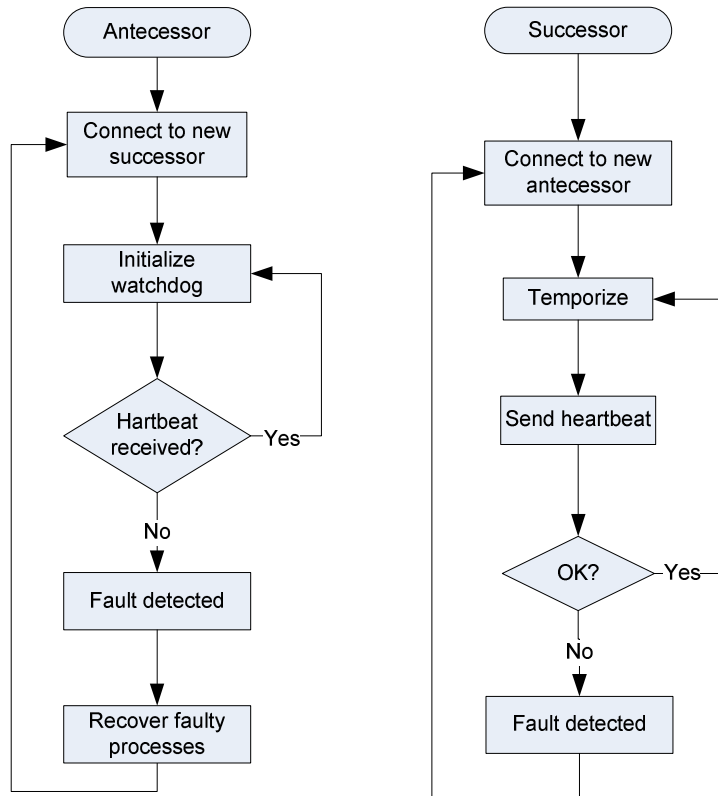 Antecessor
Connect to new
successor
Initialize
watchdog
Hartbeat
received?
Yes
No
Fault detected
Recover faulty
processes
Successor
Connect to new
antecessor
Temporize
Send heartbeat
OK?
Yes
No
Fault detected